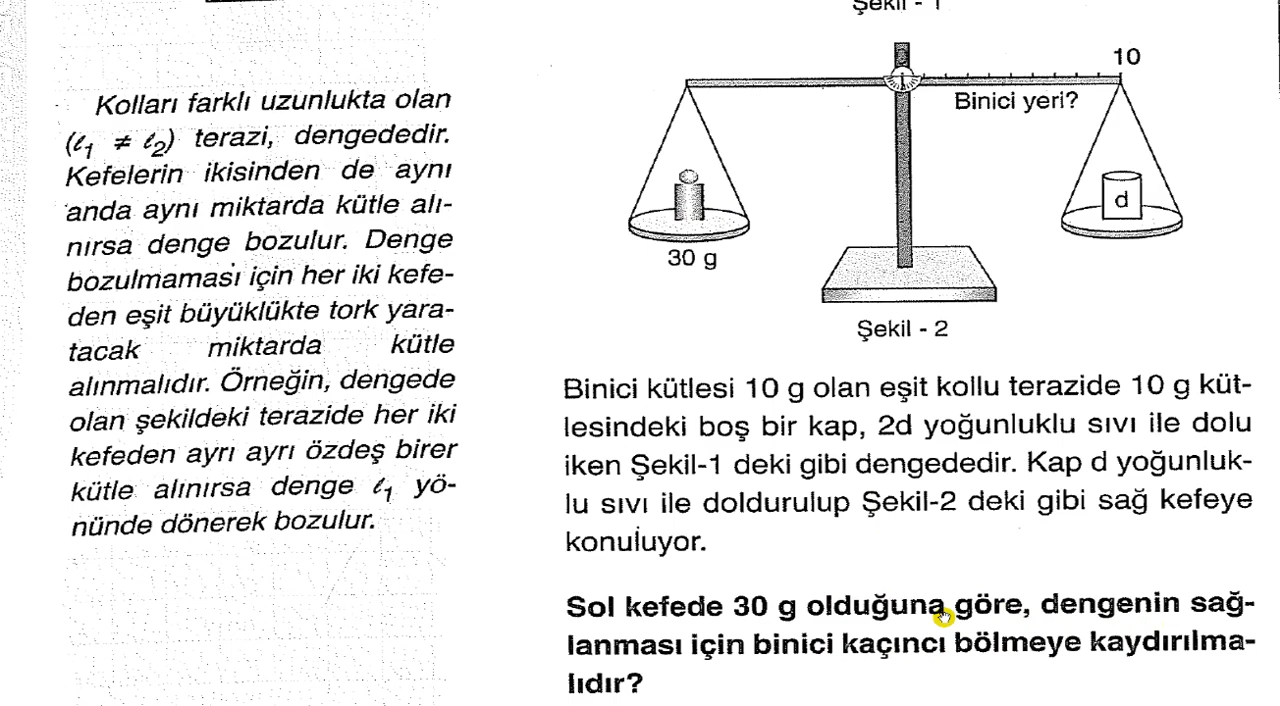 Şekil - 1
10
Binici yeri?
d
30 g
Şekil - 2
Kolları farklı uzunlukta olan
(ℓ1 ≠ ℓ2) terazi, dengededir.
Kefelerin ikisinden de aynı
anda aynı miktarda kütle alı-
nırsa denge bozulur. Denge
bozulmaması için her iki kefe-
den eşit büyüklükte tork yara-
tacak miktarda kütle
alınmalıdır. Örneğin, dengede
olan şekildeki terazide her iki
kefeden ayrı ayrı özdeş birer
kütle alınırsa denge ℓ1 yö-
nünde dönerek bozulur.
Binici kütlesi 10 g olan eşit kollu terazide 10 g küt-
lesindeki boş bir kap, 2d yoğunluklu sıvı ile dolu
iken Şekil-1 deki gibi dengededir. Kap d yoğunluk-
lu sıvı ile doldurulup Şekil-2 deki gibi sağ kefeye
konuluyor.
Sol kefede 30 g olduğuna göre, dengenin sağ-
lanması için binici kaçıncı bölmeye kaydırılma-
lıdır?